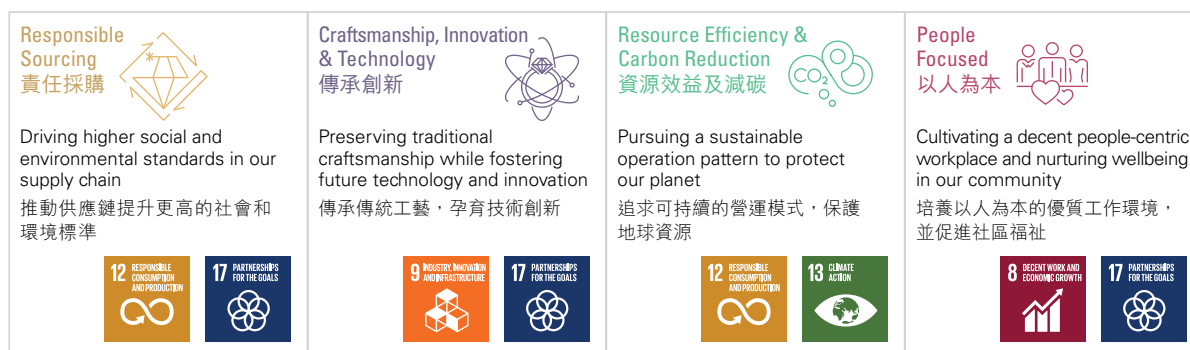 Responsible
Sourcing
責任採購
Driving higher social and
environmental standards in our
supply chain
推動供應鏈提升更高的社會和
環境標準
12 RESPONSIBLE
CONSUMPTION
AND PRODUCTION
17 PARTNERSHIPS
FOR THE GOALS
Craftsmanship, Innovation
& Technology
傳承創新
Preserving traditional
craftsmanship while fostering
future technology and innovation
傳承傳統工藝，孕育技術創新
9 INDUSTRY, INNOVATION
AND INFRASTRUCTURE
17 PARTNERSHIPS
FOR THE GOALS
Resource Efficiency &
Carbon Reduction
資源效益及減碳
CO2
Pursuing a sustainable
operation pattern to protect
our planet
追求可持續的營運模式，保護
地球資源
12 RESPONSIBLE
CONSUMPTION
AND PRODUCTION
13 CLIMATE
ACTION
People
Focused
以人為本
Cultivating a decent people-centric
workplace and nurturing wellbeing
in our community
培養以人為本的優質工作環境，
並促進社區福祉
8 DECENT WORK AND
ECONOMIC GROWTH
17 PARTNERSHIPS
FOR THE GOALS